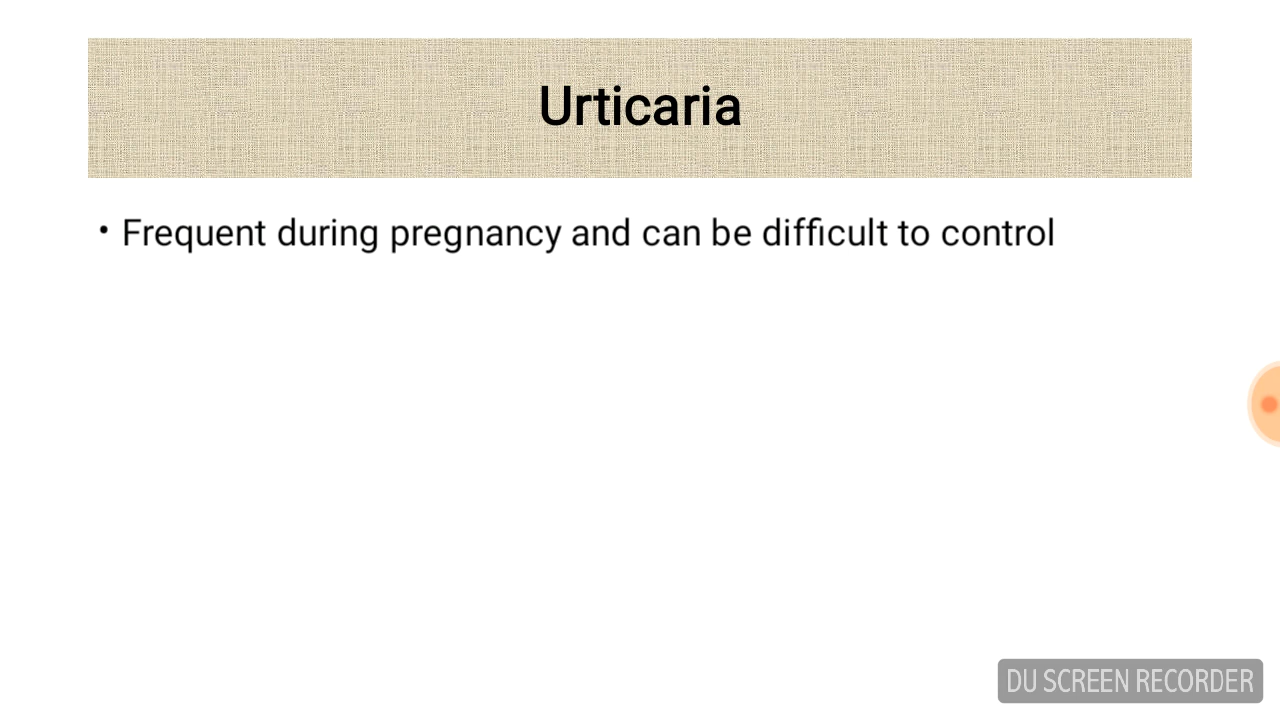 Urticaria
• Frequent during pregnancy and can be difficult to control
DU SCREEN RECORDER